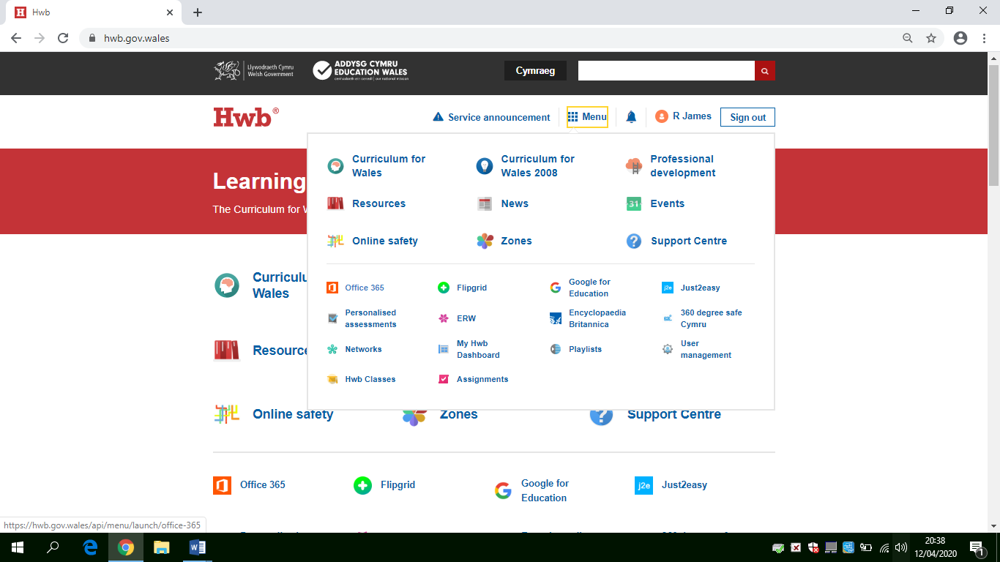 Hwb
hwb.gov.wales
Llywodraeth Cymru
Welsh Government
ADDYSG CYMRU
EDUCATION WALES
Cymraeg
Hwb®
Service announcement
Menu
R James
Sign out
Learning
The Curriculum for W
Curriculum for
Wales
Curriculum for
Wales 2008
Professional
development
Resources
News
31
Events
Online safety
Zones
Support Centre
Office 365
Flipgrid
Google for
Education
j2e
Just2easy
Personalised
assessments
ERW
Encyclopaedia
Britannica
360 degree safe
Cymru
Networks
My Hwb
Dashboard
Playlists
User
management
Hwb Classes
Assignments
Curriculu
Wales
Resource
Online safety
Zones
Support Centre
Office 365
Flipgrid
Google for
Education
j2e
Just2easy
https://hwb.gov.wales/api/menu/launch/office-365
20:38
12/04/2020
1